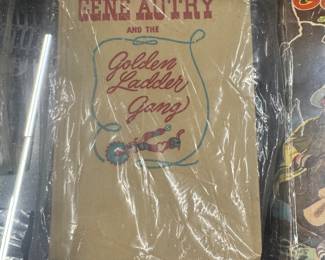 GENE AUTRY
AND THE
Golden
Ladder
Gang